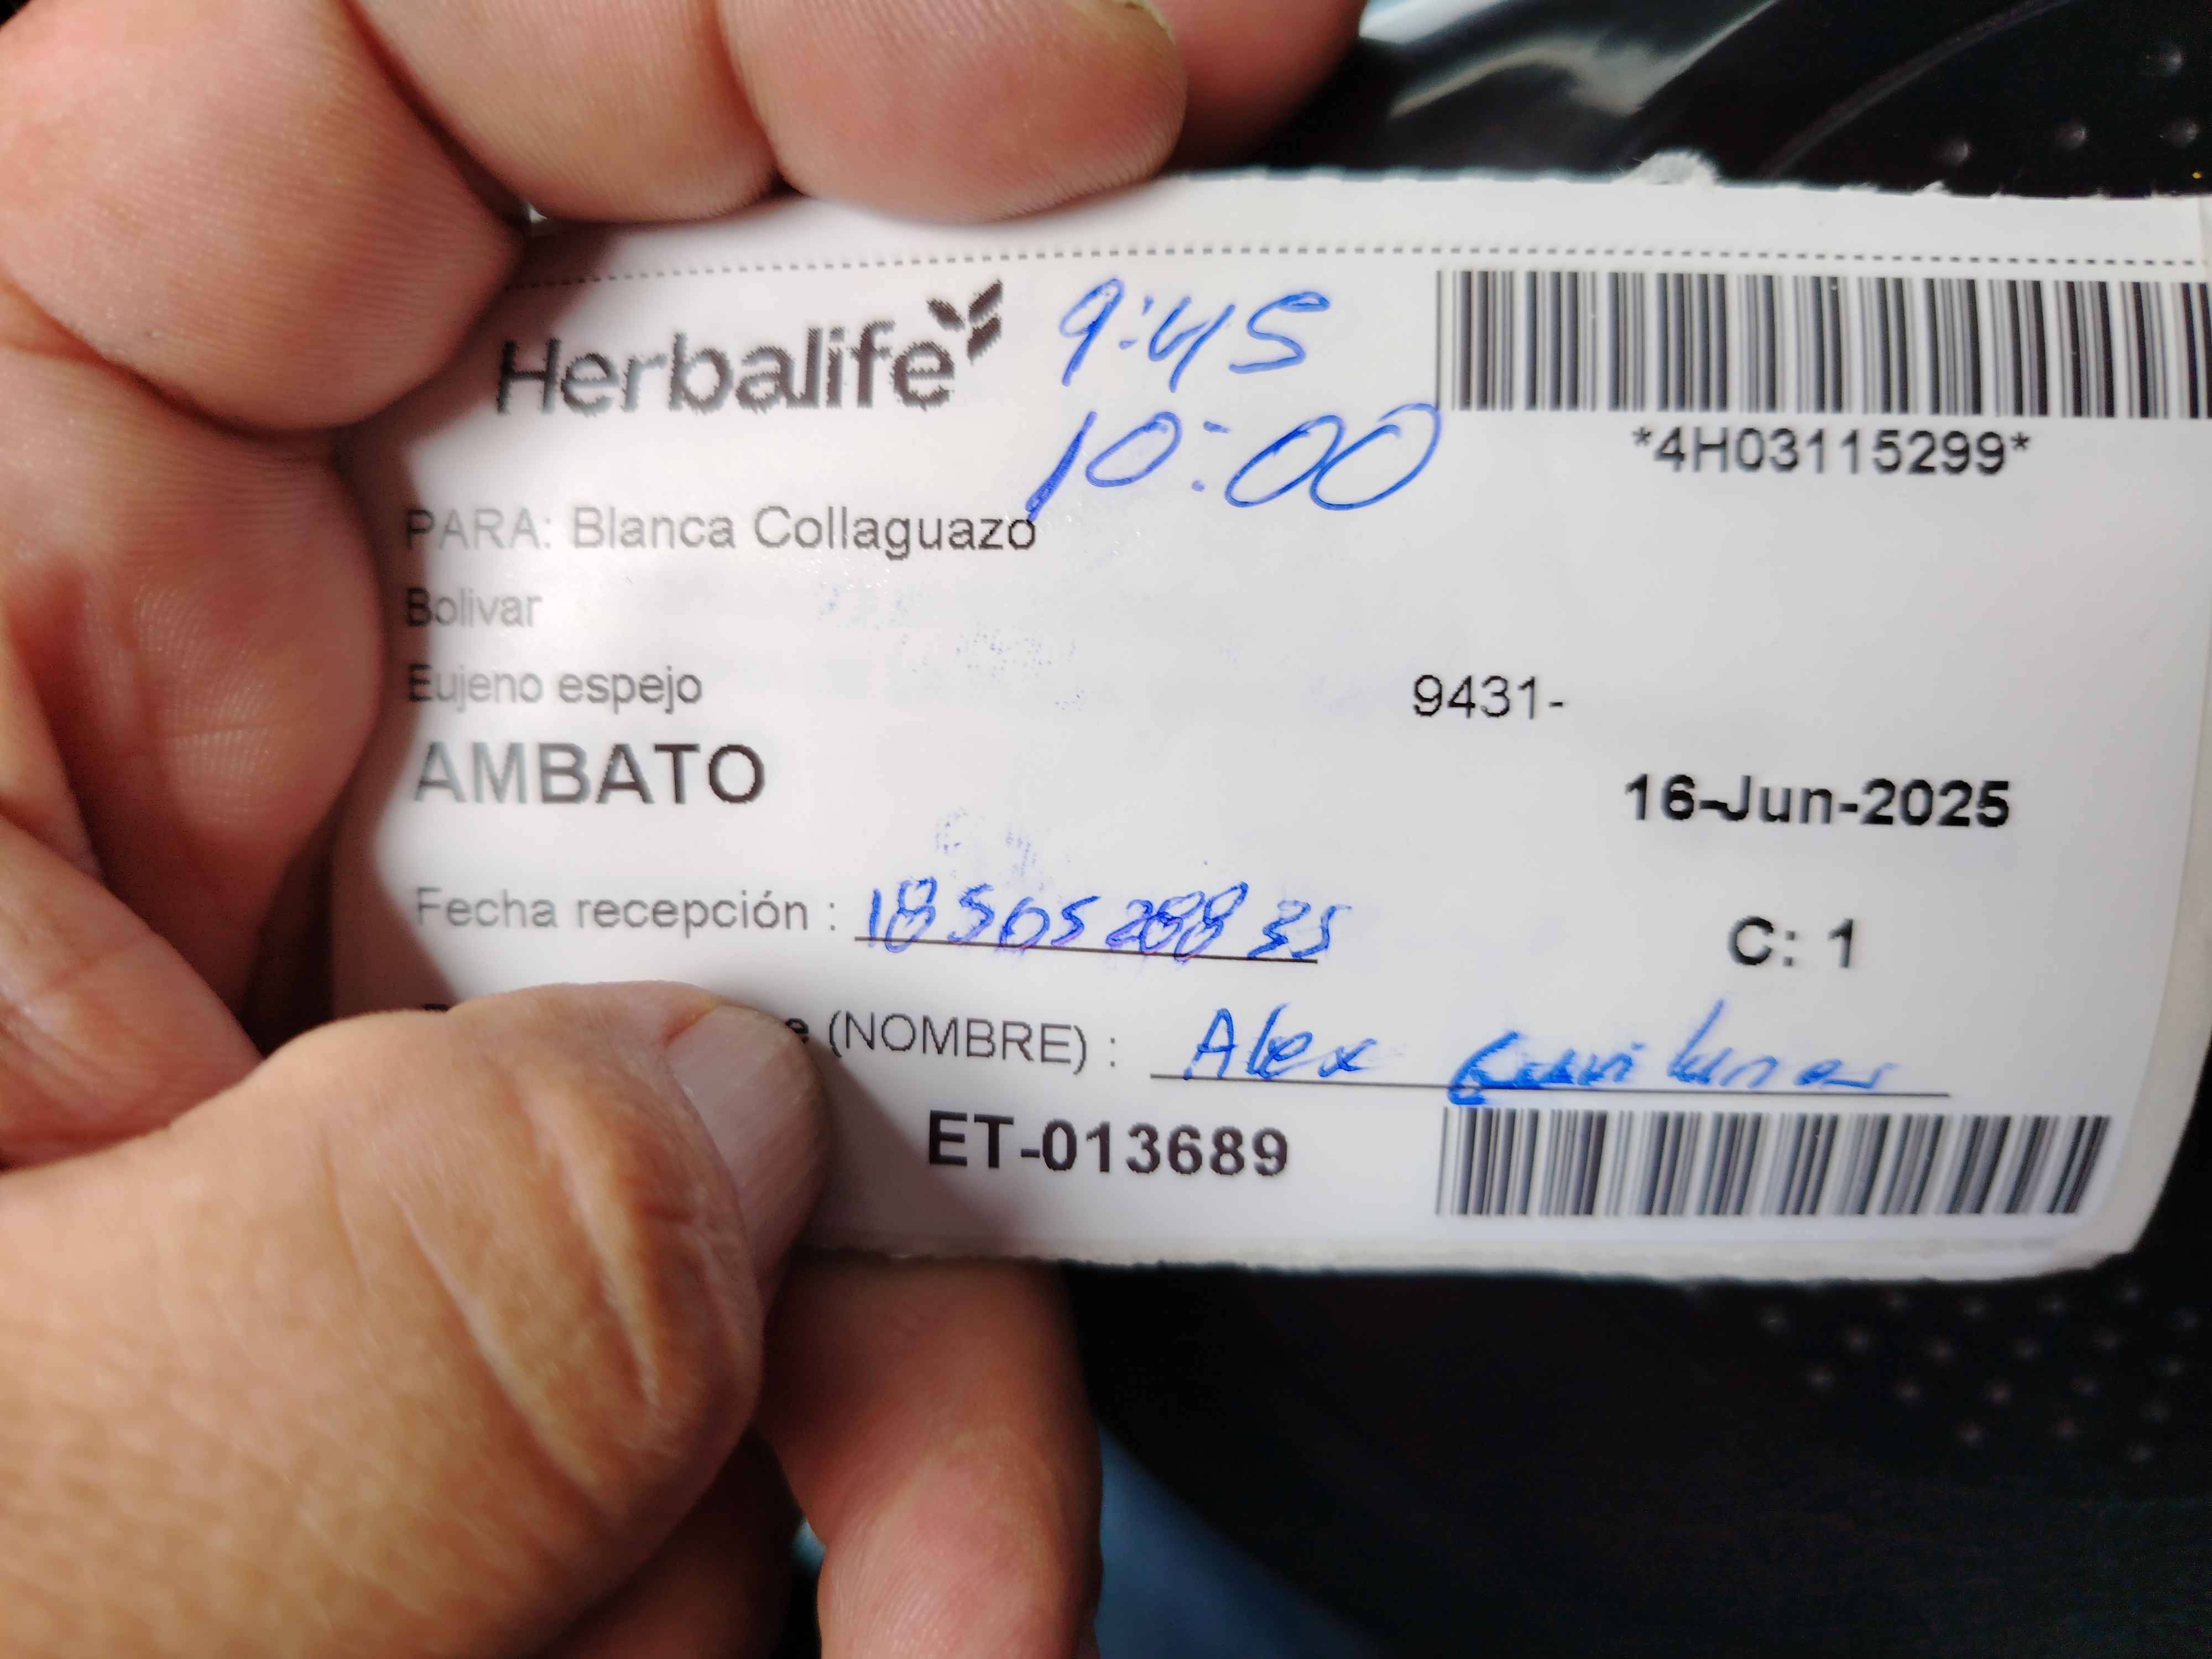 Herbalife
9:45
10:00
*4H03115299*
PARA: Blanca Collaguazo
Bolivar
Eujeno espejo
9431-
AMBATO
16-Jun-2025
Fecha recepción :
C: 1
(NOMBRE) : Alex
ET-013689